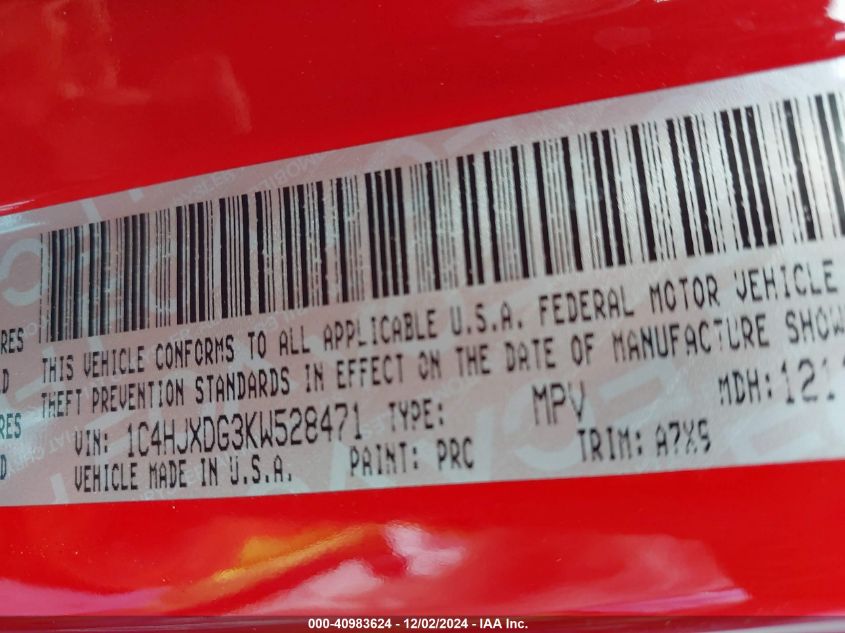 RES
D
RES
D
THIS VEHICLE CONFORMS TO ALL APPLICABLE U.S.A. FEDERAL MOTOR VEHICLE
THEFT PREVENTION STANDARDS IN EFFECT ON THE DATE OF MANUFACTURE SHOW
VIN: 1C4HJXDG3KW528471 TYPE: MPV MDH: 121
VEHICLE MADE IN U.S.A. PAINT: PRC TRIM: A7X9
000-40983624 - 12/02/2024 - IAA Inc.